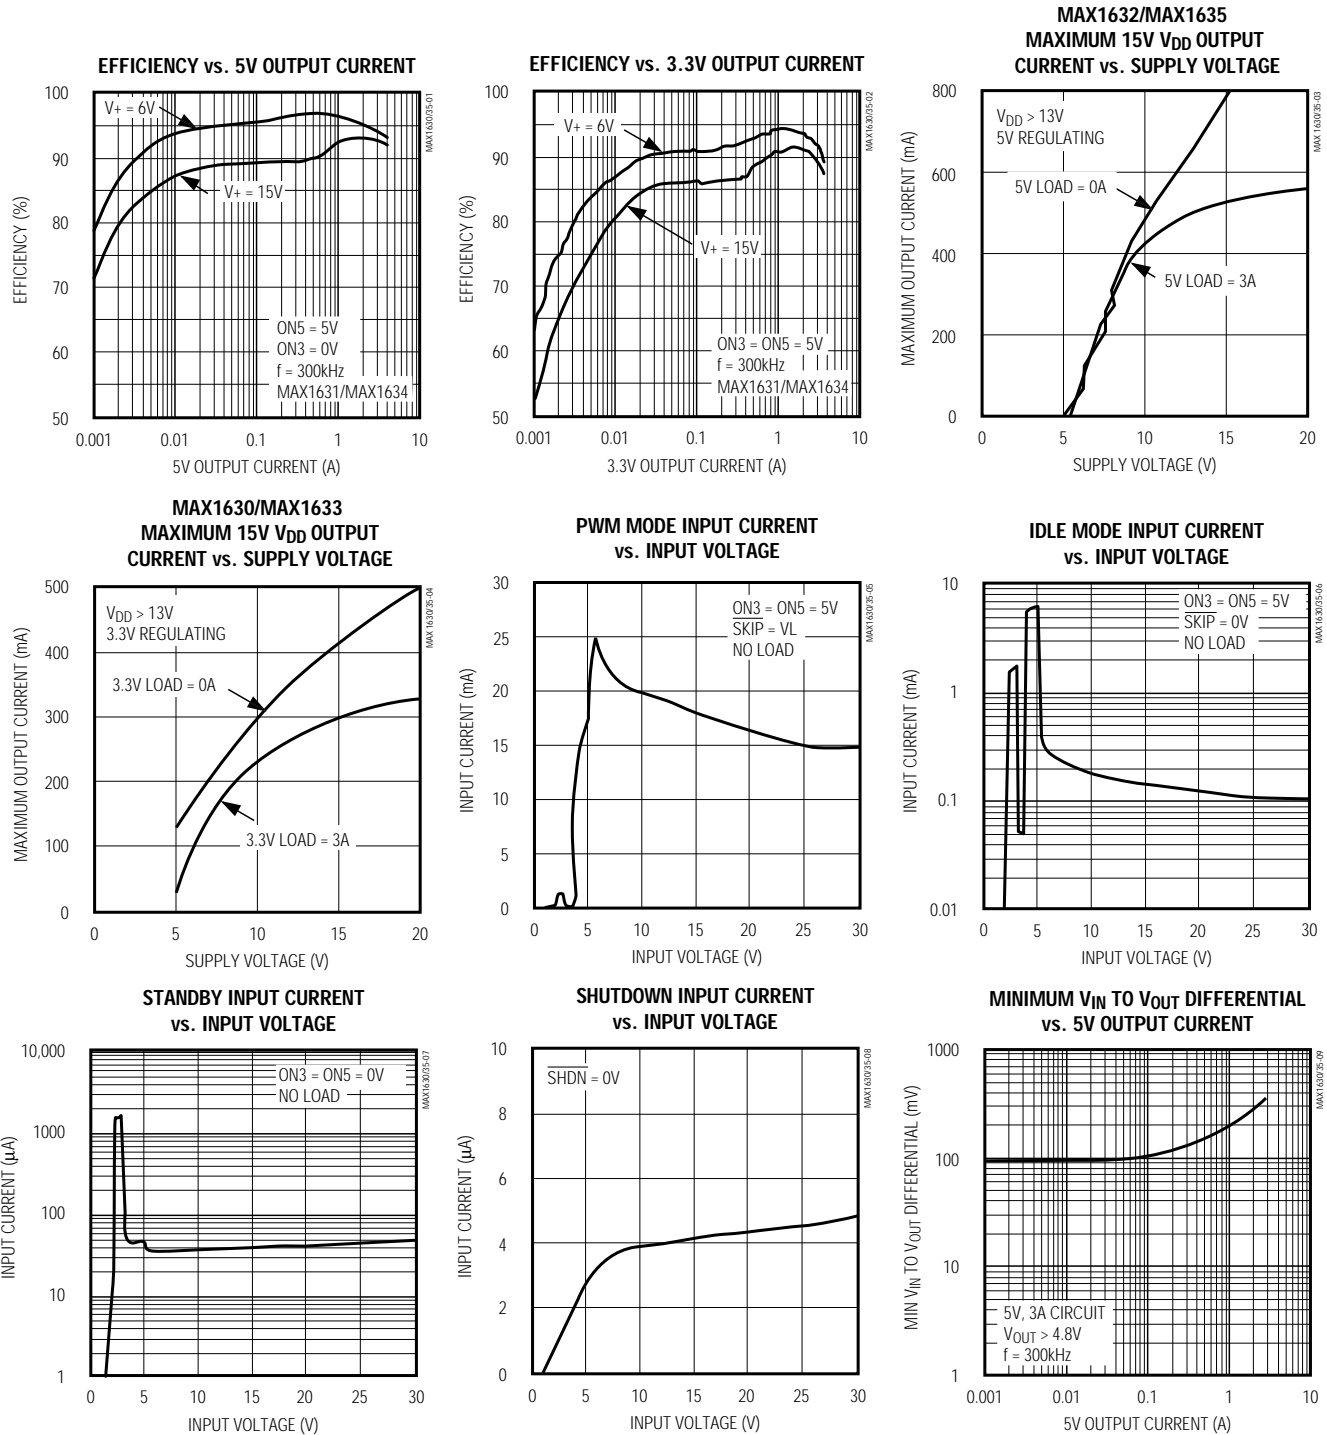 EFFICIENCY vs. 5V OUTPUT CURRENT
MAX1630/35-01
EFFICIENCY (%)
100
90
80
70
60
50
V+ = 6V
V+ = 15V
ON5 = 5V
ON3 = 0V
f = 300kHz
MAX1631/MAX1634
0.001 0.01 0.1 1 10
5V OUTPUT CURRENT (A)
EFFICIENCY vs. 3.3V OUTPUT CURRENT
MAX1630/35-02
EFFICIENCY (%)
100
90
80
70
60
50
V+ = 6V
V+ = 15V
ON3 = ON5 = 5V
f = 300kHz
MAX1631/MAX1634
0.001 0.01 0.1 1 10
3.3V OUTPUT CURRENT (A)
MAX1632/MAX1635
MAXIMUM 15V VDD OUTPUT
CURRENT vs. SUPPLY VOLTAGE
MAX1630/35-03
MAXIMUM OUTPUT CURRENT (mA)
800
600
400
200
0
VDD > 13V
5V REGULATING
5V LOAD = 0A
5V LOAD = 3A
0 5 10 15 20
SUPPLY VOLTAGE (V)
MAX1630/MAX1633
MAXIMUM 15V VDD OUTPUT
CURRENT vs. SUPPLY VOLTAGE
MAX1630/35-04
MAXIMUM OUTPUT CURRENT (mA)
500
400
300
200
100
0
VDD > 13V
3.3V REGULATING
3.3V LOAD = 0A
3.3V LOAD = 3A
0 5 10 15 20
SUPPLY VOLTAGE (V)
PWM MODE INPUT CURRENT
vs. INPUT VOLTAGE
MAX1630/35-05
INPUT CURRENT (mA)
30
25
20
15
10
5
0
ON3 = ON5 = 5V
SKIP = VL
NO LOAD
0 5 10 15 20 25 30
INPUT VOLTAGE (V)
IDLE MODE INPUT CURRENT
vs. INPUT VOLTAGE
MAX1630/35-06
INPUT CURRENT (mA)
10
1
0.1
0.01
ON3 = ON5 = 5V
SKIP = 0V
NO LOAD
0 5 10 15 20 25 30
INPUT VOLTAGE (V)
STANDBY INPUT CURRENT
vs. INPUT VOLTAGE
MAX1630/35-07
INPUT CURRENT (µA)
10,000
1000
100
10
1
ON3 = ON5 = 0V
NO LOAD
0 5 10 15 20 25 30
INPUT VOLTAGE (V)
SHUTDOWN INPUT CURRENT
vs. INPUT VOLTAGE
MAX1630/35-08
INPUT CURRENT (µA)
10
8
6
4
2
0
SHDN = 0V
0 5 10 15 20 25 30
INPUT VOLTAGE (V)
MINIMUM VIN TO VOUT DIFFERENTIAL
vs. 5V OUTPUT CURRENT
MAX1630/35-09
MIN VIN TO VOUT DIFFERENTIAL (mV)
1000
100
10
1
5V, 3A CIRCUIT
VOUT > 4.8V
f = 300kHz
0.001 0.01 0.1 1 10
5V OUTPUT CURRENT (A)